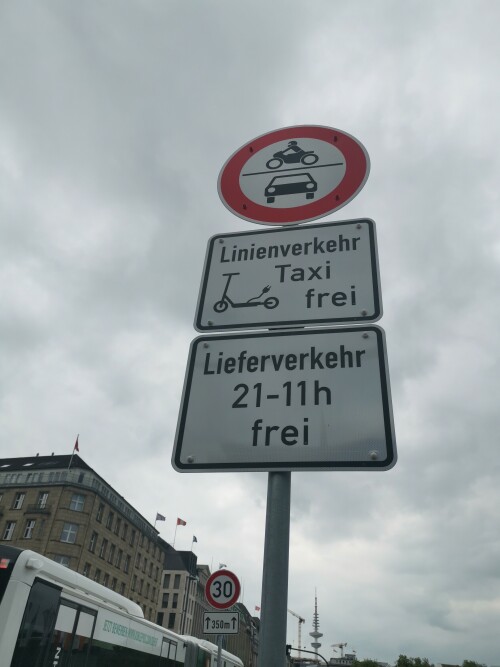 Linienverkehr
Taxi
frei
Lieferverkehr
21-11h
frei
30
350m